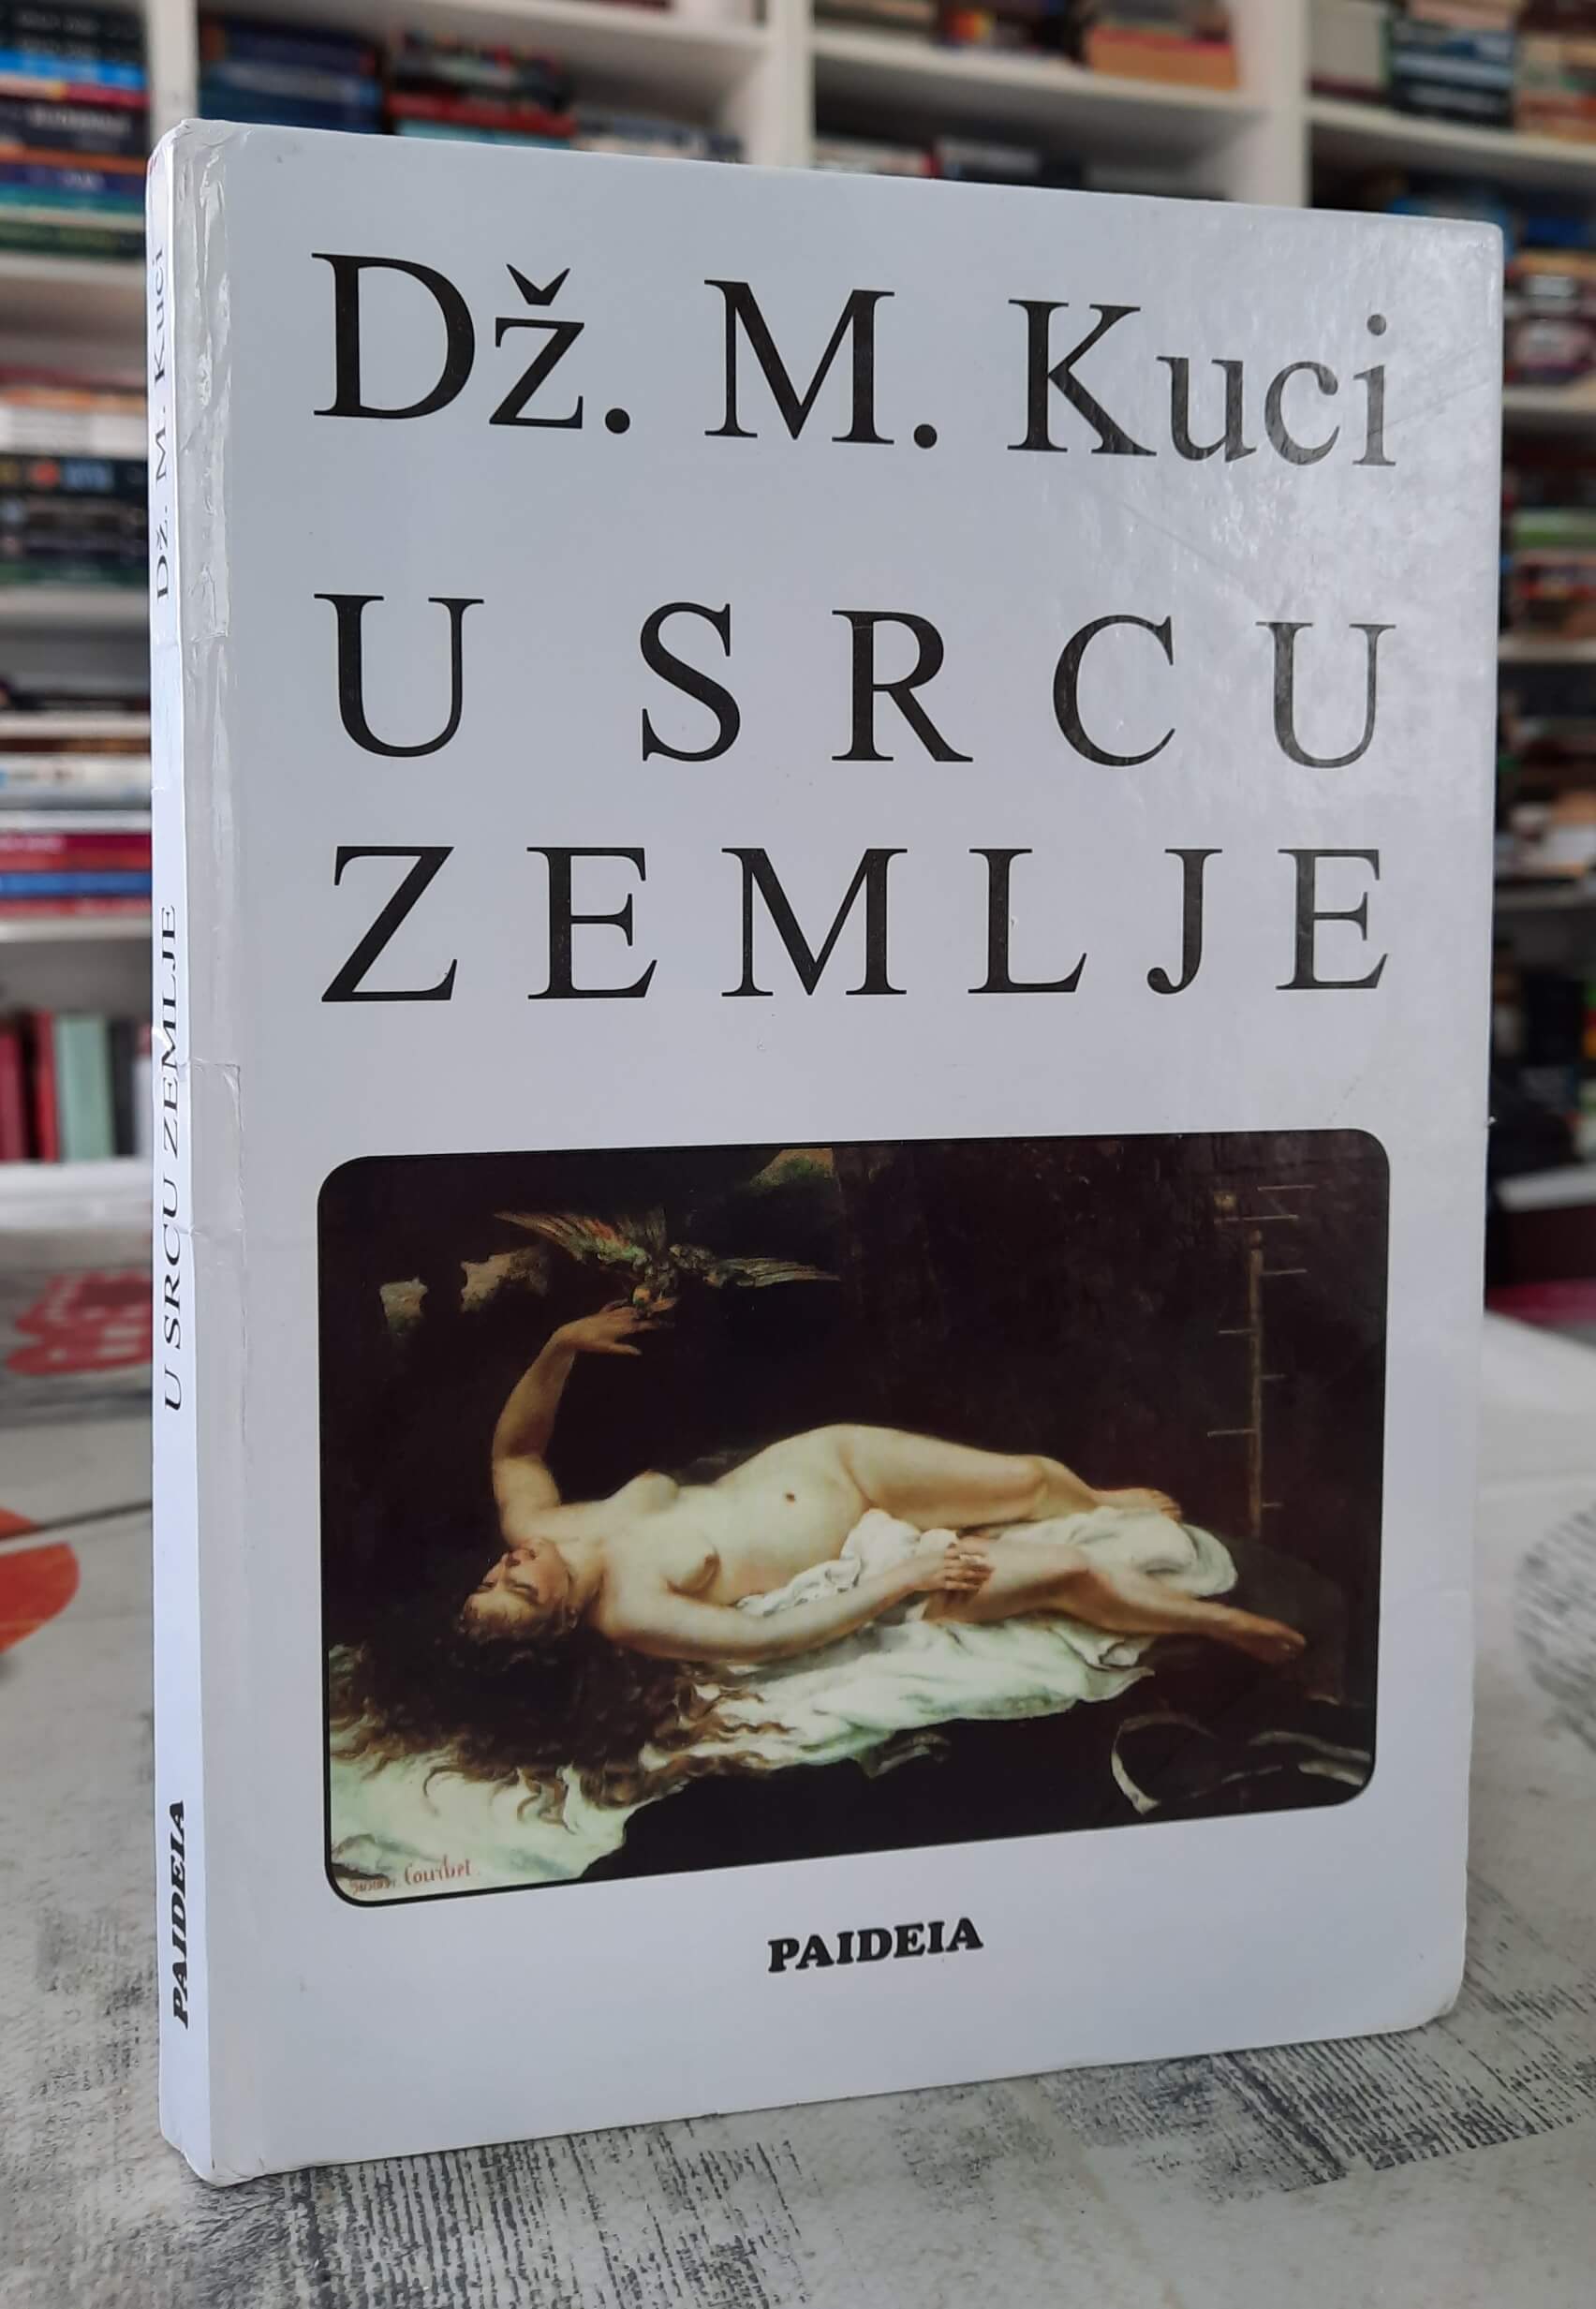 Dž. M. Kuci
U SRCU
ZEMLJE
Courbet
PAIDEIA
Dž. M. Kuci
U SRCU ZEMLJE
PAIDEIA